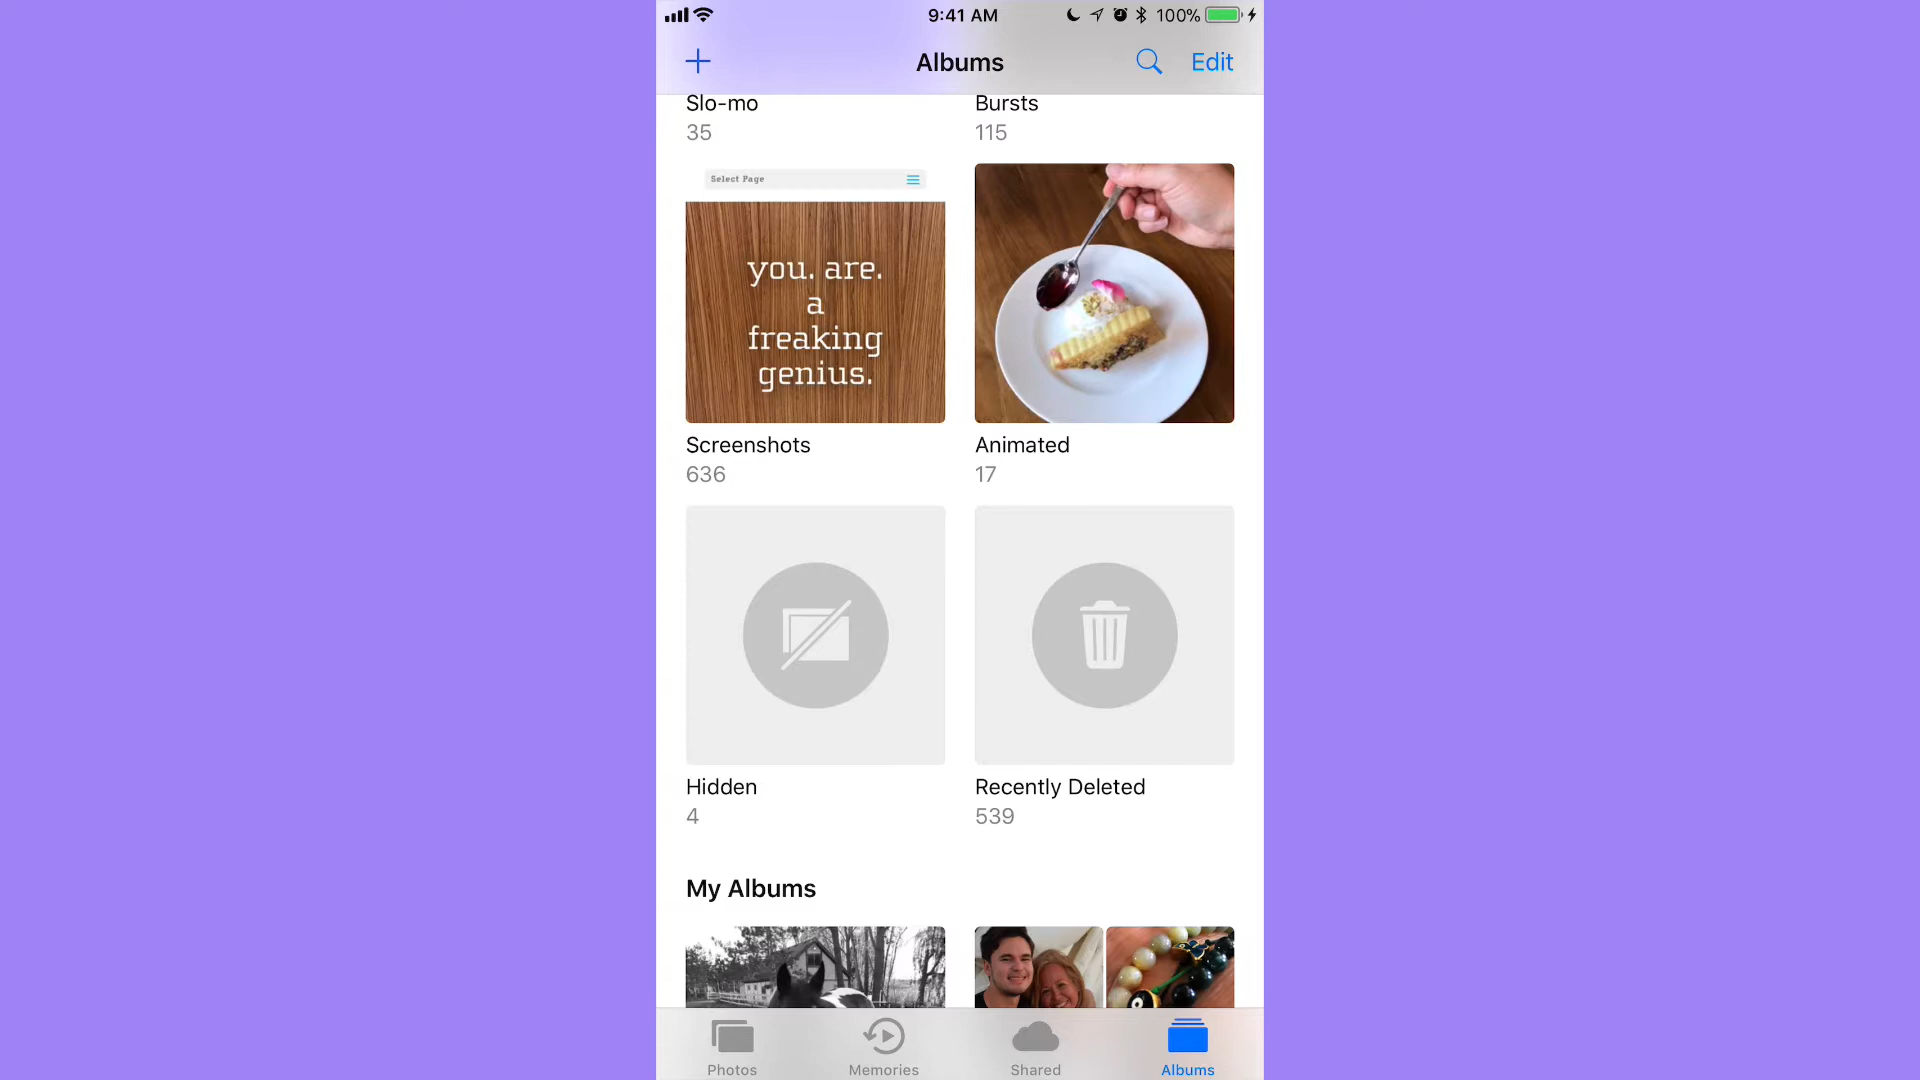 9:41 AM
100%
Albums
Edit
Slo-mo
Bursts
35
115
Select Page
you. are.
a
freaking
genius.
Screenshots
Animated
636
17
Hidden
Recently Deleted
4
539
My Albums
Photos
Memories
Shared
Albums